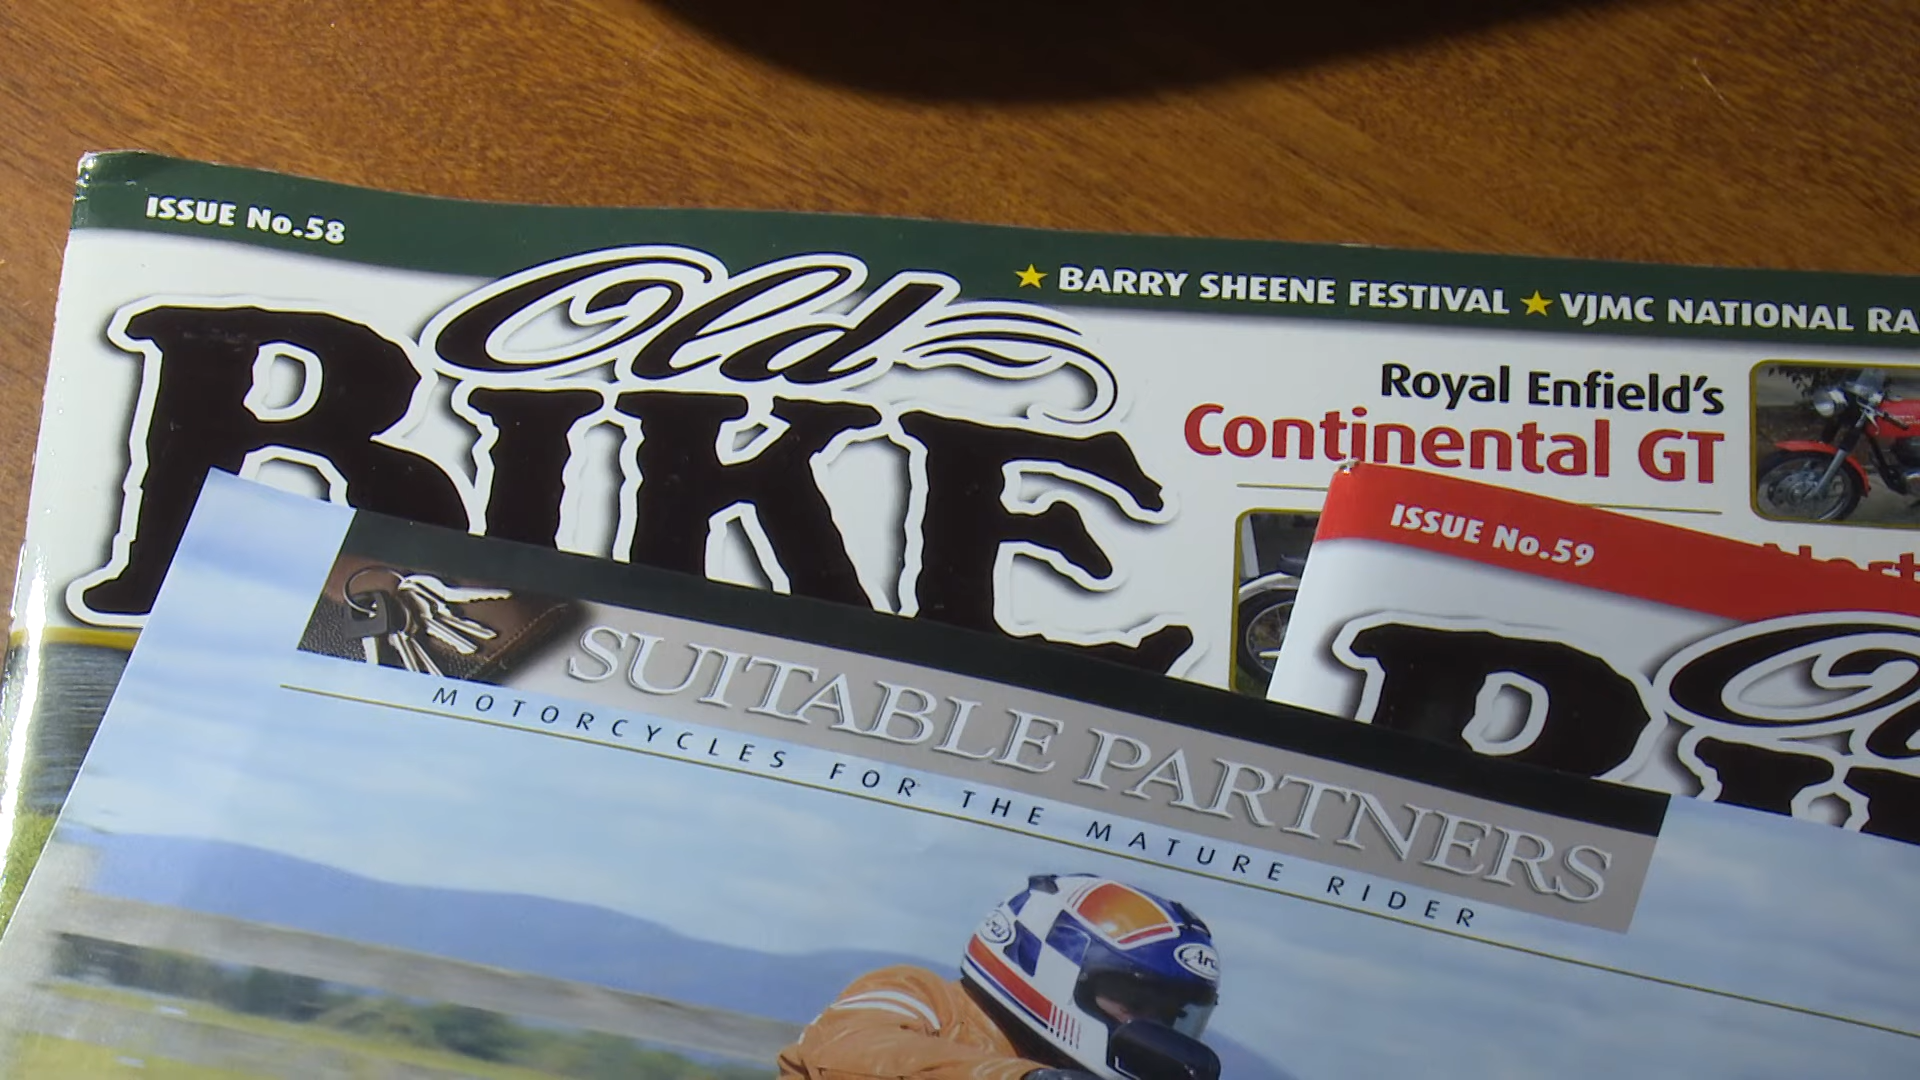 ISSUE No.58
★ BARRY SHEENE FESTIVAL ★ VJMC NATIONAL
Old
BIKE
Royal Enfield's
Continental GT
ISSUE No.59
SUITABLE PARTNERS
MOTORCYCLES FOR THE MATURE RIDER
Arai